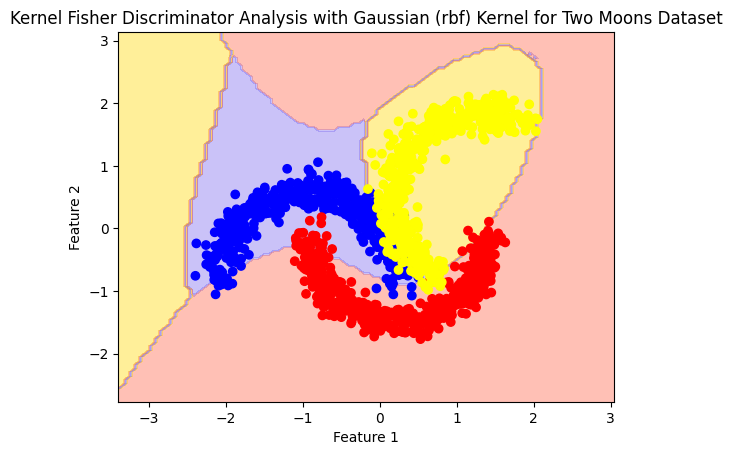 Kernel Fisher Discriminator Analysis with Gaussian (rbf) Kernel for Two Moons Dataset
3
2
1
0
−1
−2
Feature 2
−3 −2 −1 0 1 2 3
Feature 1